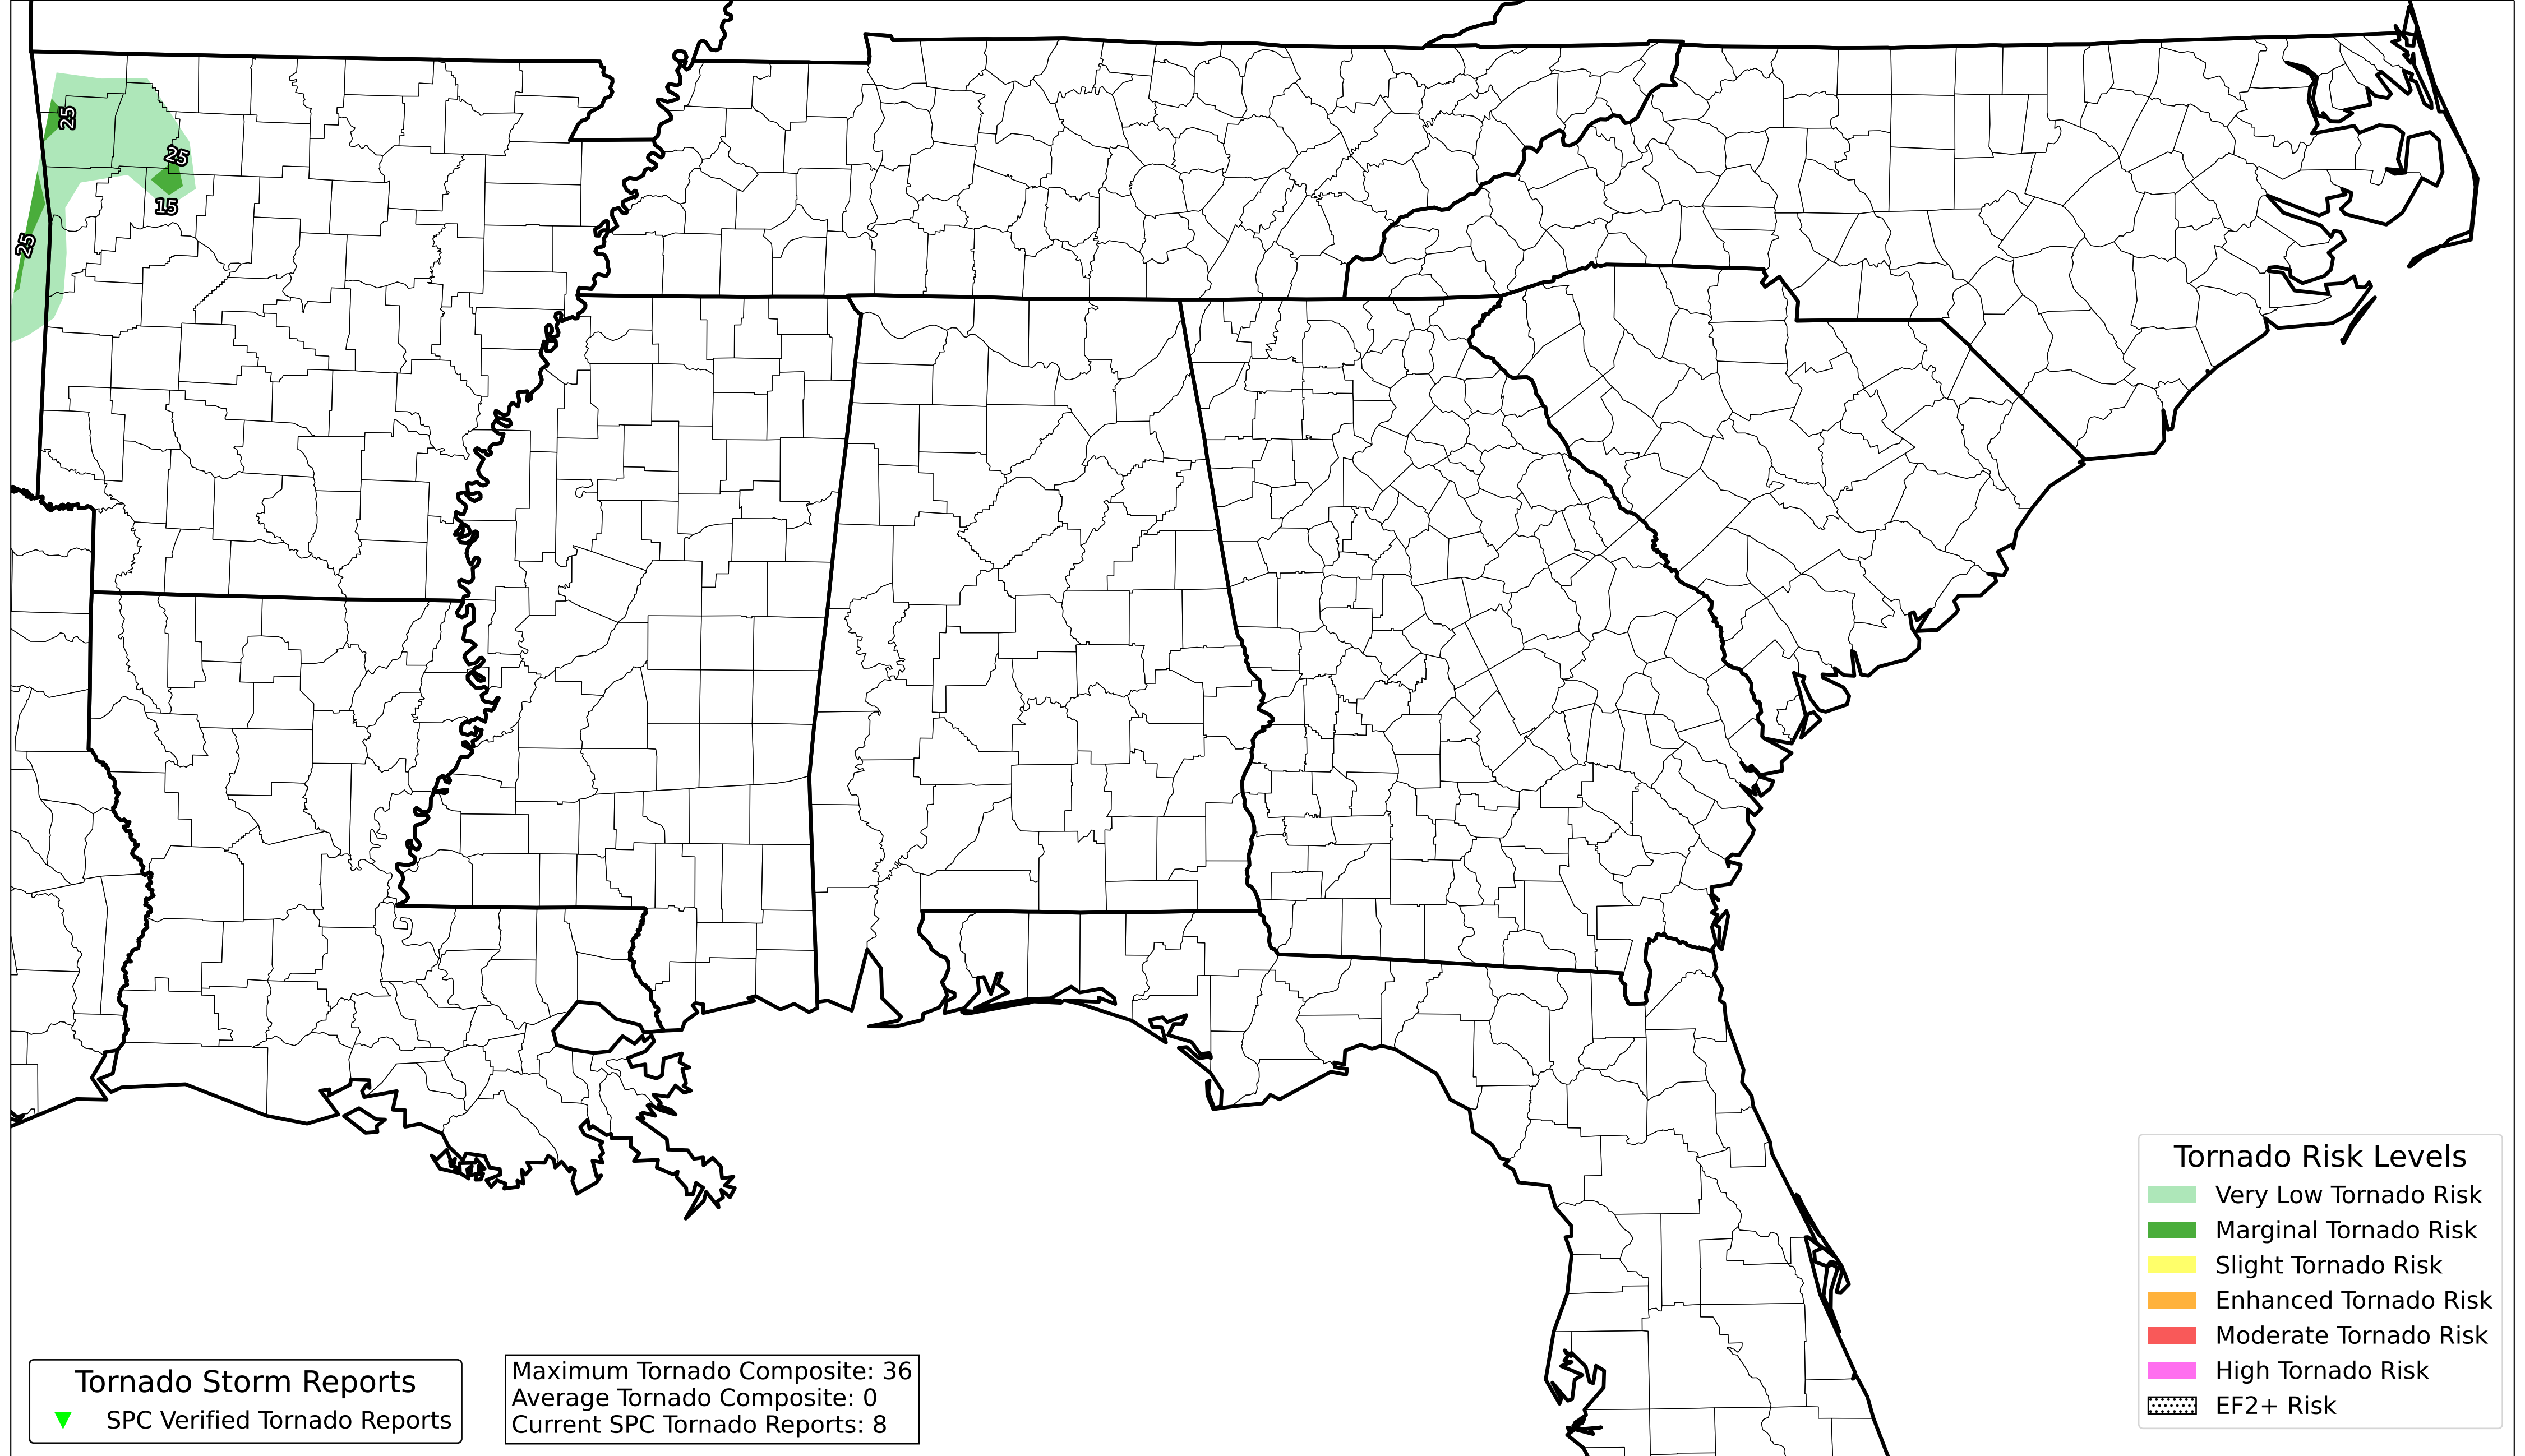 25
25
15
25
Tornado Risk Levels
Very Low Tornado Risk
Marginal Tornado Risk
Slight Tornado Risk
Enhanced Tornado Risk
Moderate Tornado Risk
High Tornado Risk
EF2+ Risk
Tornado Storm Reports
SPC Verified Tornado Reports
Maximum Tornado Composite: 36
Average Tornado Composite: 0
Current SPC Tornado Reports: 8